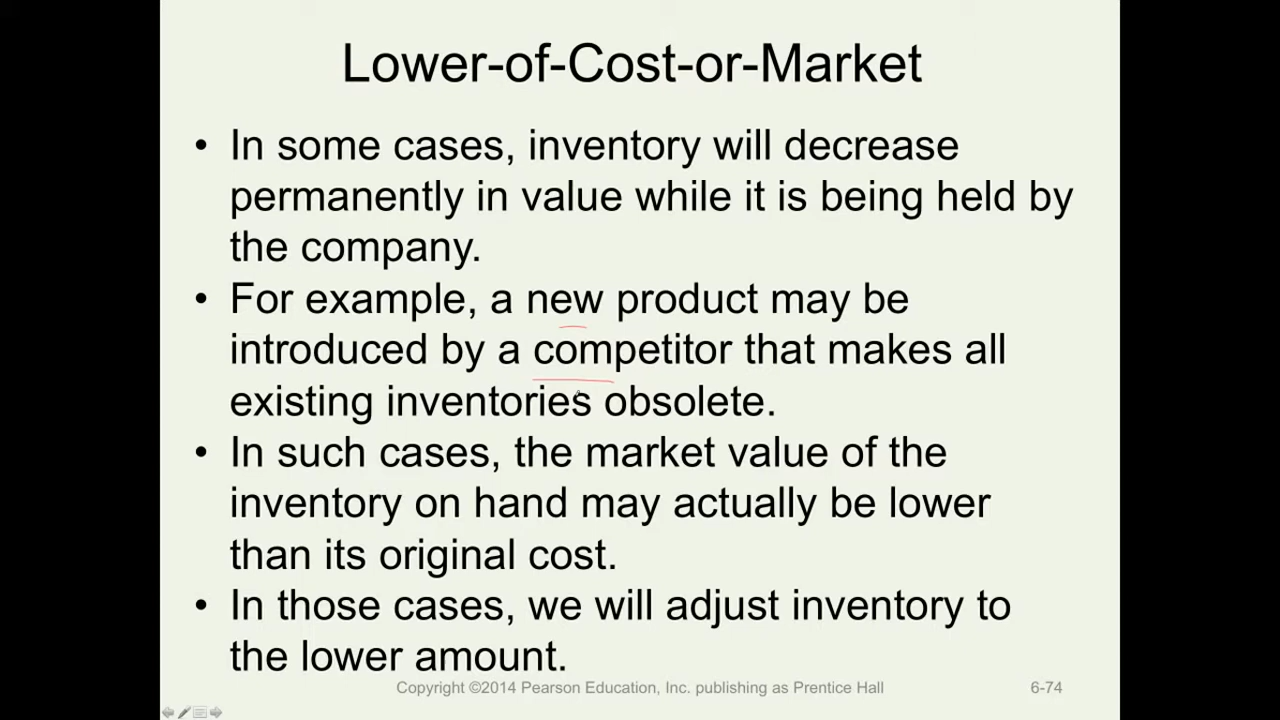 Lower-of-Cost-or-Market
• In some cases, inventory will decrease
permanently in value while it is being held by
the company.
• For example, a new product may be
introduced by a competitor that makes all
existing inventories obsolete.
• In such cases, the market value of the
inventory on hand may actually be lower
than its original cost.
• In those cases, we will adjust inventory to
the lower amount.
Copyright ©2014 Pearson Education, Inc. publishing as Prentice Hall
6-74